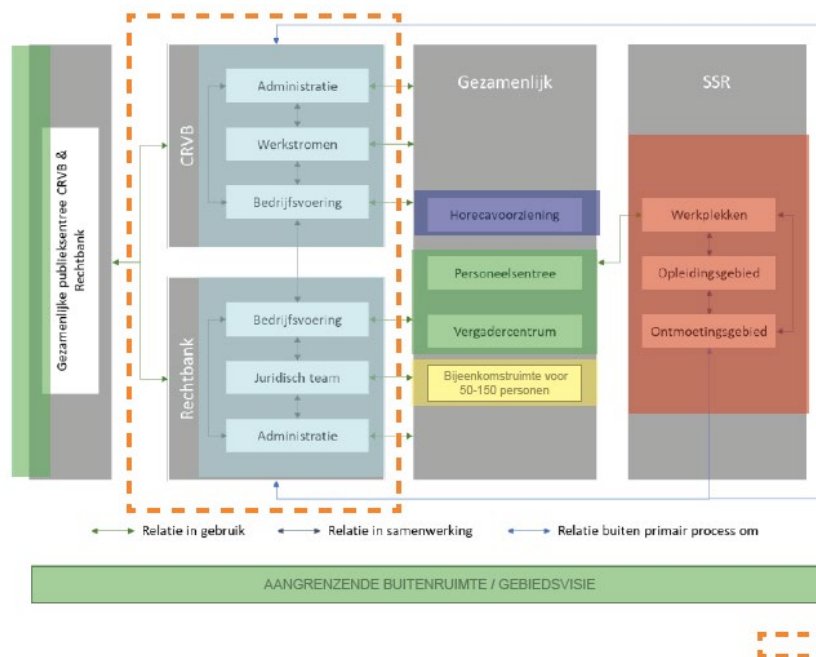 Gezamenlijke publieksentree CRVB &
Rechtbank
CRVB
Administratie
Werkstromen
Bedrijfsvoering
Rechtbank
Bedrijfsvoering
Juridisch team
Administratie
Gezamenlijk
Horecavoorziening
Personeelsentree
Vergadercentrum
Bijeenkomstruimte voor
50-150 personen
SSR
Werkplekken
Opleidingsgebied
Ontmoetingsgebied
Relatie in gebruik
Relatie in samenwerking
Relatie buiten primair process om
AANGRENZENDE BUITENRUIMTE / GEBIEDSVISIE